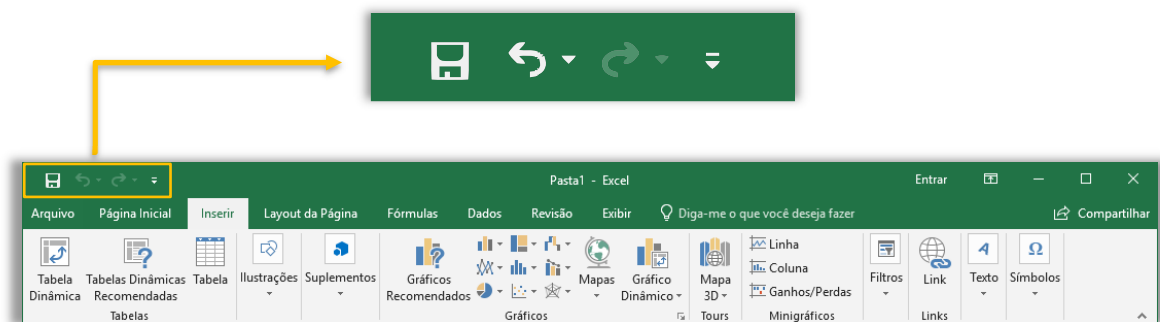 Pasta1 - Excel
Entrar
Arquivo Página Inicial Inserir Layout da Página Fórmulas Dados Revisão Exibir Diga-me o que você deseja fazer Compartilhar
Tabela Dinâmica
Tabelas Dinâmicas Recomendadas
Tabela
Ilustrações
Suplementos
Gráficos Recomendados
Mapas
Gráfico Dinâmico
Mapa 3D
Linha
Coluna
Ganhos/Perdas
Filtros
Link
Texto
Símbolos
Tabelas
Gráficos
Tours
Minigráficos
Links